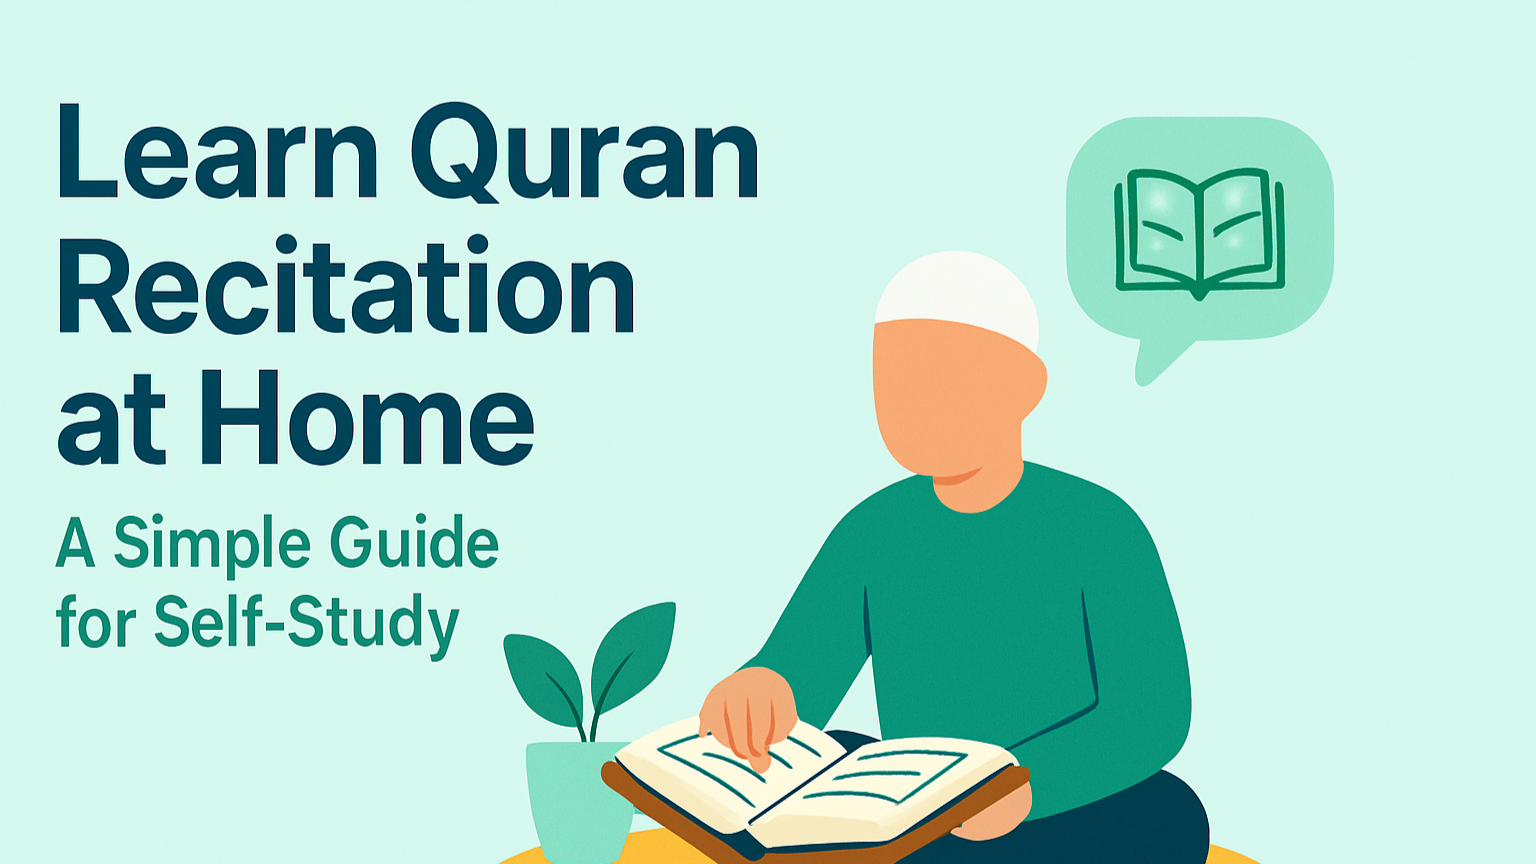 Learn Quran
Recitation
at Home
A Simple Guide
for Self-Study